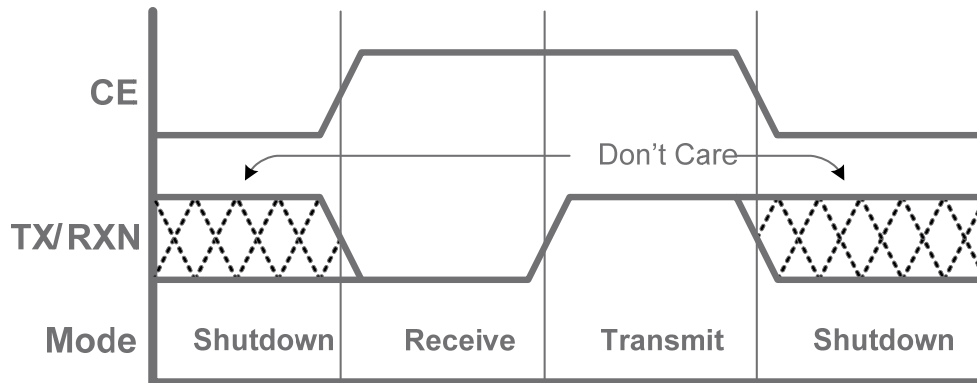 CE
Don't Care
TX/RXN
Mode Shutdown Receive Transmit Shutdown